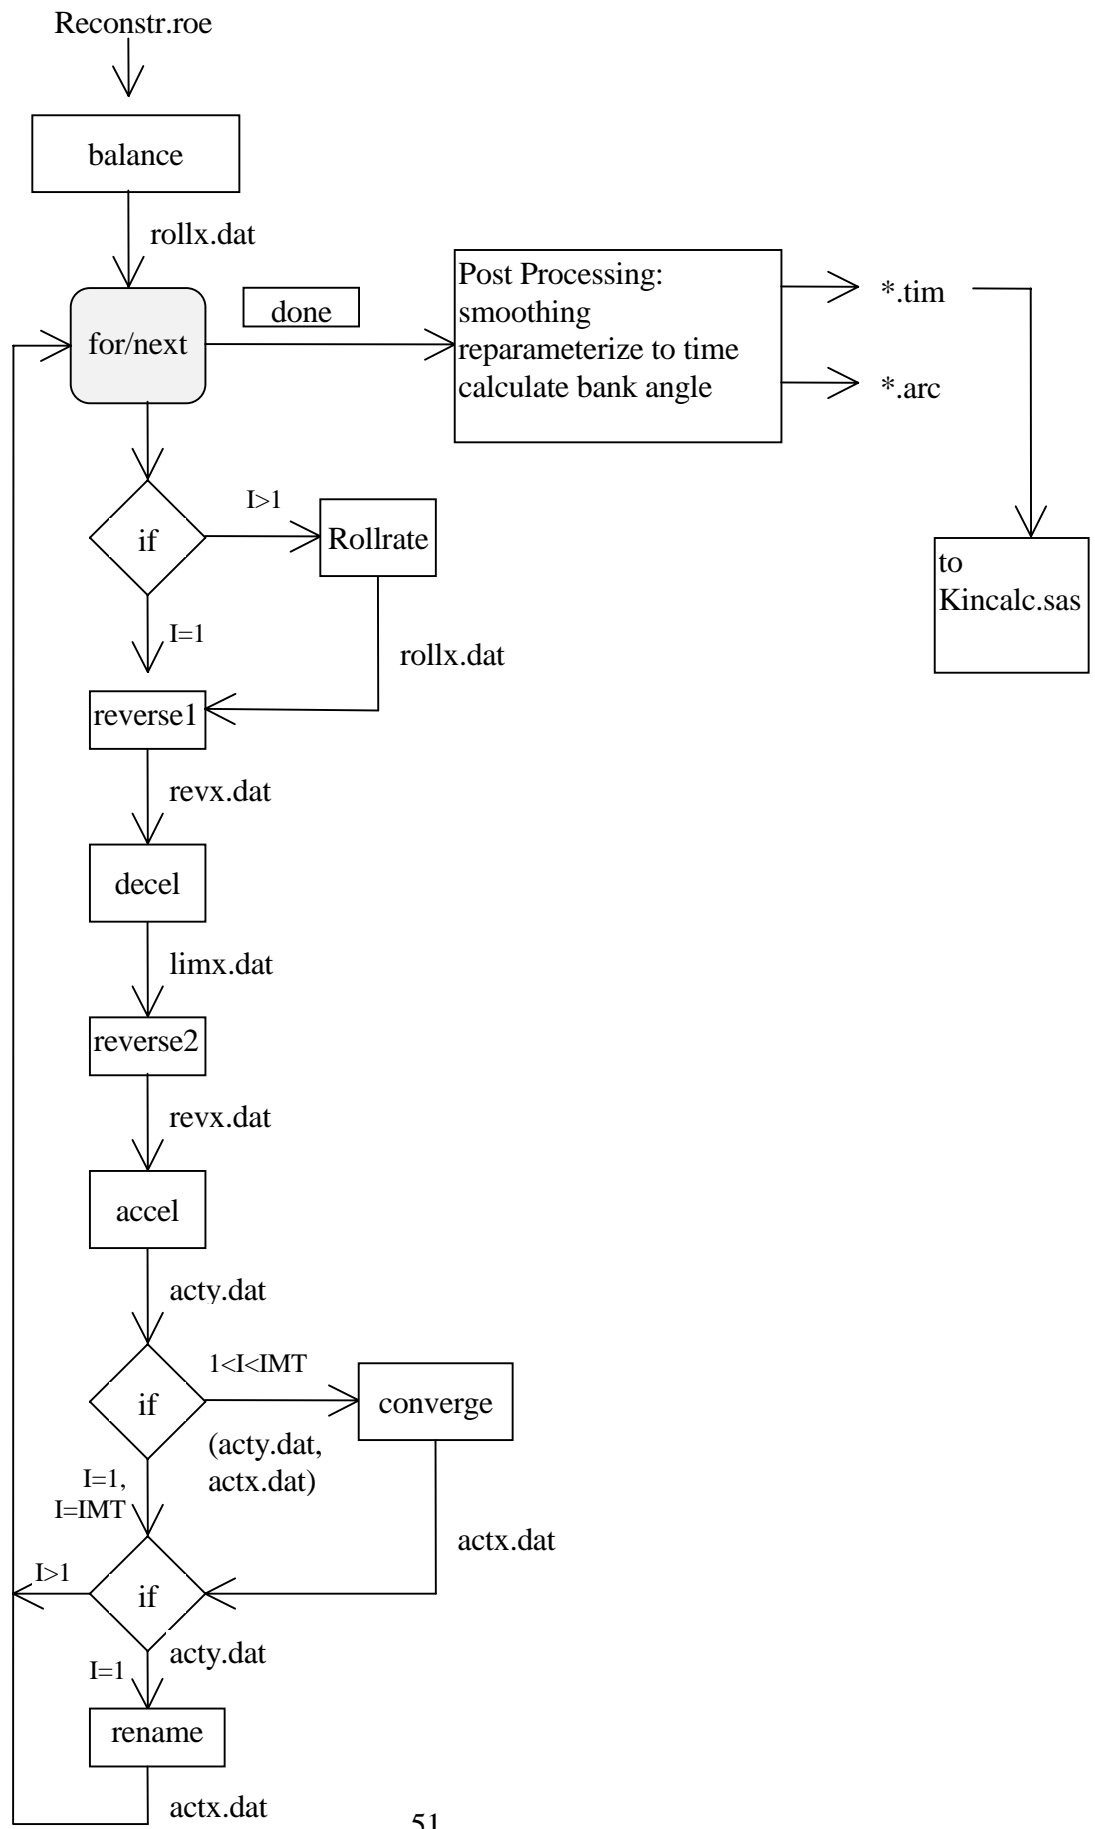 Reconstr.roe
balance
rollx.dat
for/next
done
Post Processing:
smoothing
reparameterize to time
calculate bank angle
*.tim
*.arc
to
Kincalc.sas
if
I>1
Rollrate
I=1
rollx.dat
reverse1
revx.dat
decel
limx.dat
reverse2
revx.dat
accel
acty.dat
if
1<I<IMT
converge
(acty.dat,
actx.dat)
I=1,
I=IMT
actx.dat
I>1
if
acty.dat
I=1
rename
actx.dat
51